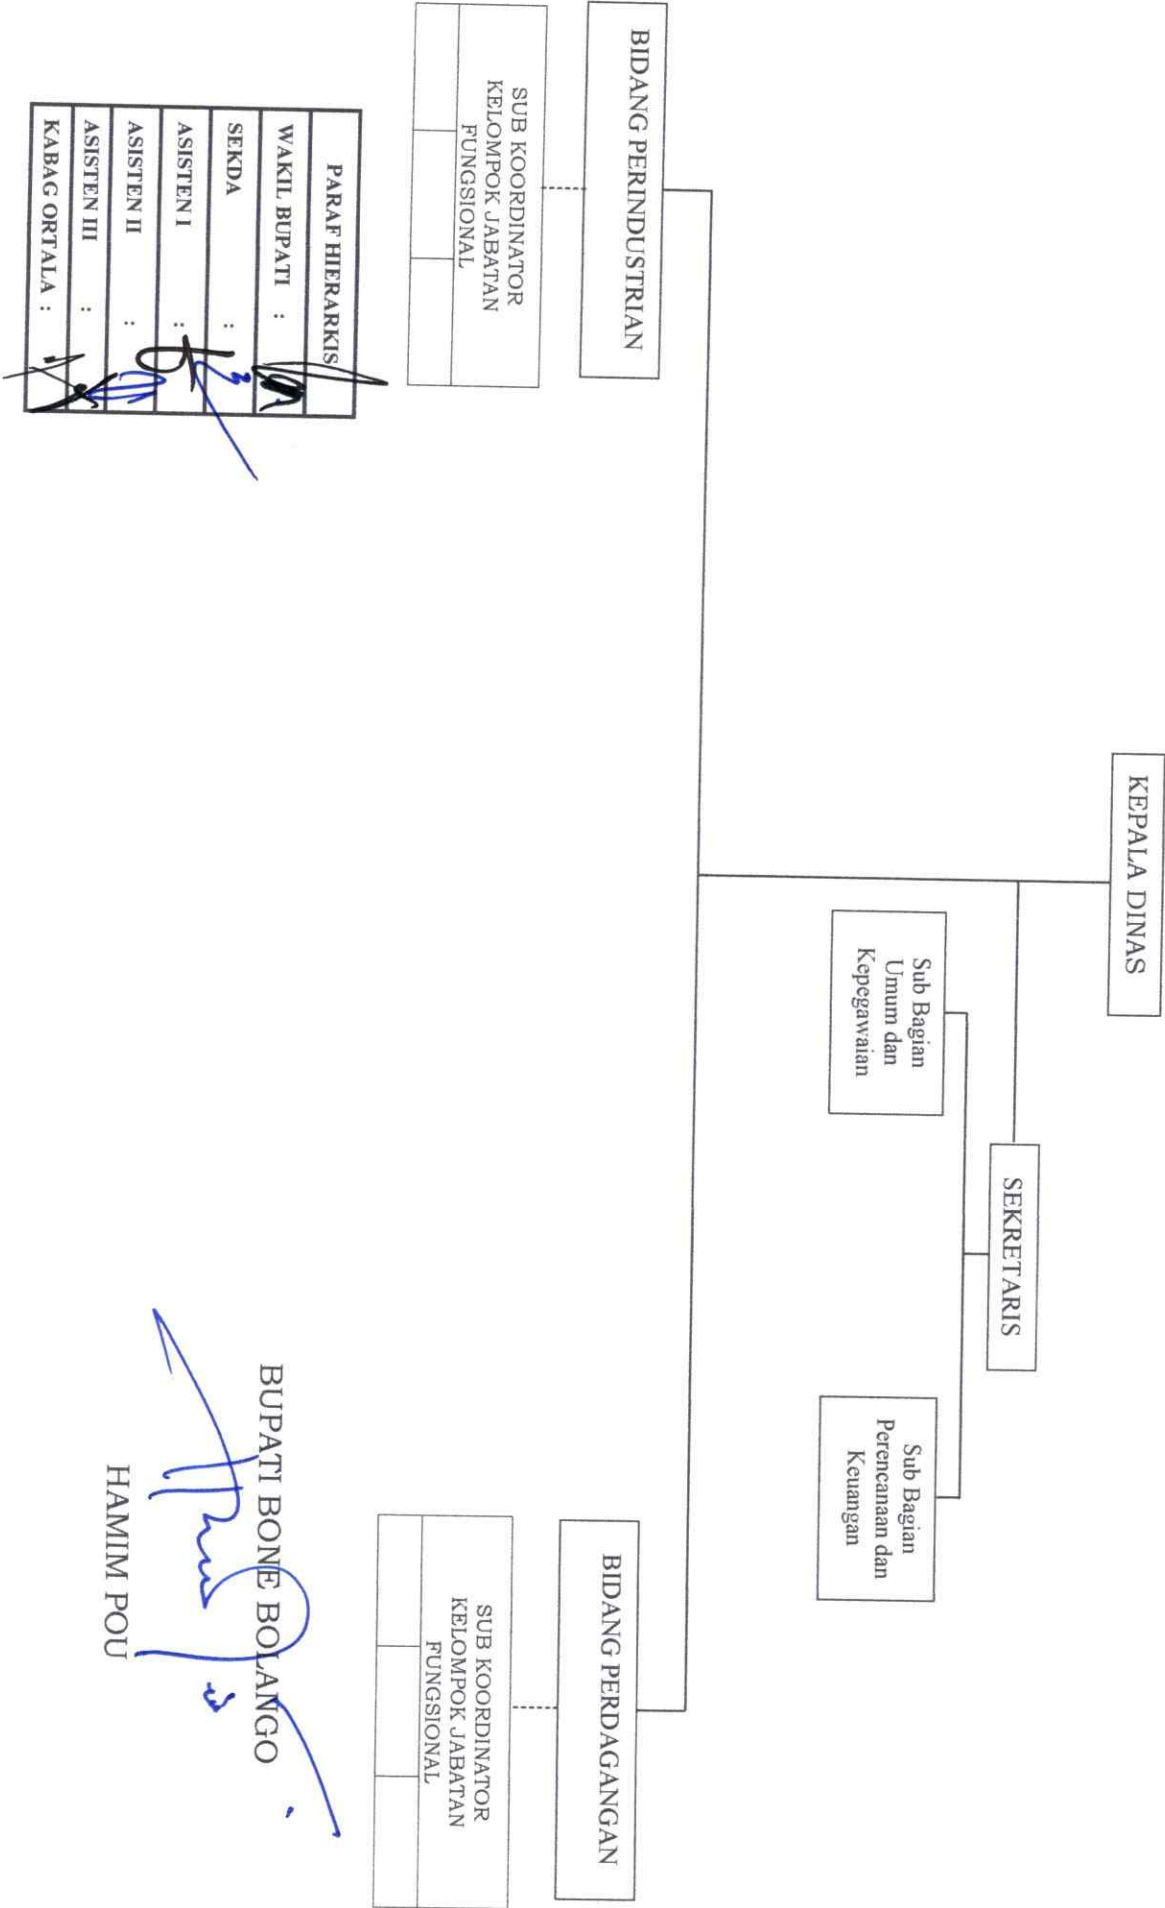 KEPALA DINAS
SEKRETARIS
Sub Bagian
Umum dan
Kepegawaian
Sub Bagian
Perencanaan dan
Keuangan
BIDANG PERINDUSTRIAN
SUB KOORDINATOR
KELOMPOK JABATAN
FUNGSIONAL
BIDANG PERDAGANGAN
SUB KOORDINATOR
KELOMPOK JABATAN
FUNGSIONAL
PARAF HIERARKIS
WAKIL BUPATI :
SEKDA :
ASISTEN I :
ASISTEN II :
ASISTEN III :
KABAG ORTALA :
BUPATI BONE BOLANGO
HAMIM POU